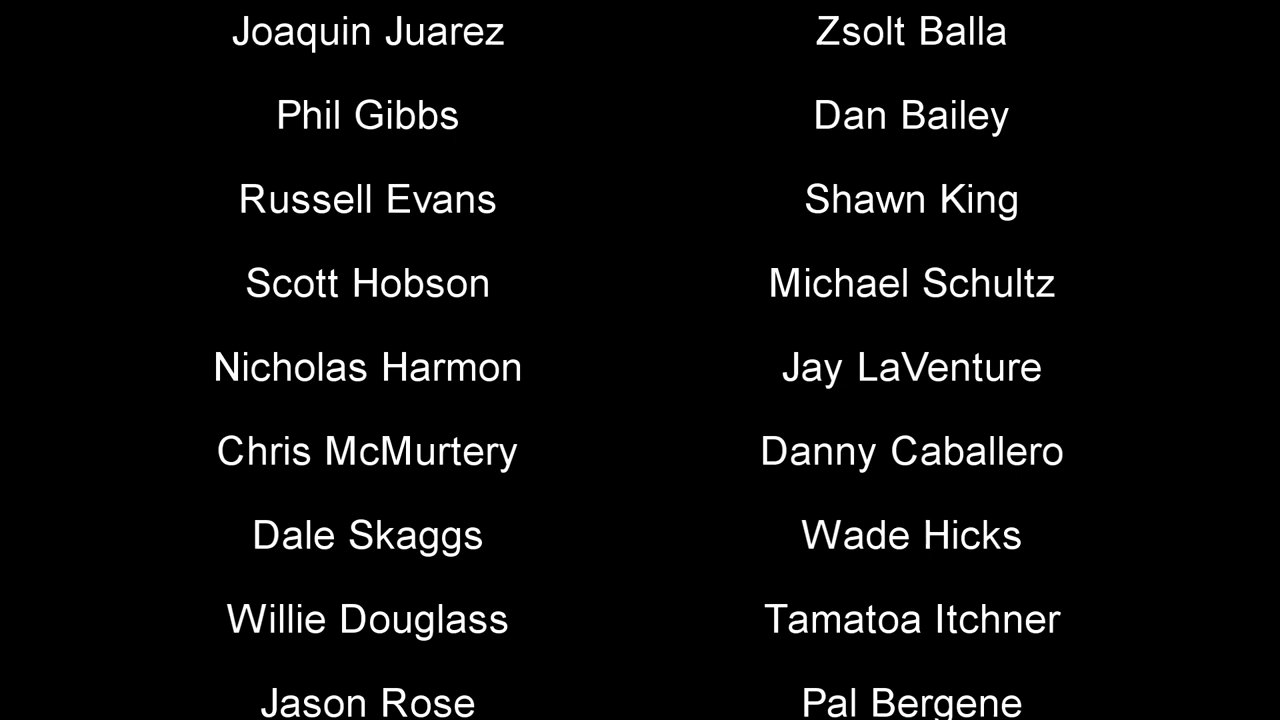 Joaquin Juarez
Zsolt Balla
Phil Gibbs
Dan Bailey
Russell Evans
Shawn King
Scott Hobson
Michael Schultz
Nicholas Harmon
Jay LaVenture
Chris McMurtery
Danny Caballero
Dale Skaggs
Wade Hicks
Willie Douglass
Tamatoa Itchner
Jason Rose
Pal Bergene